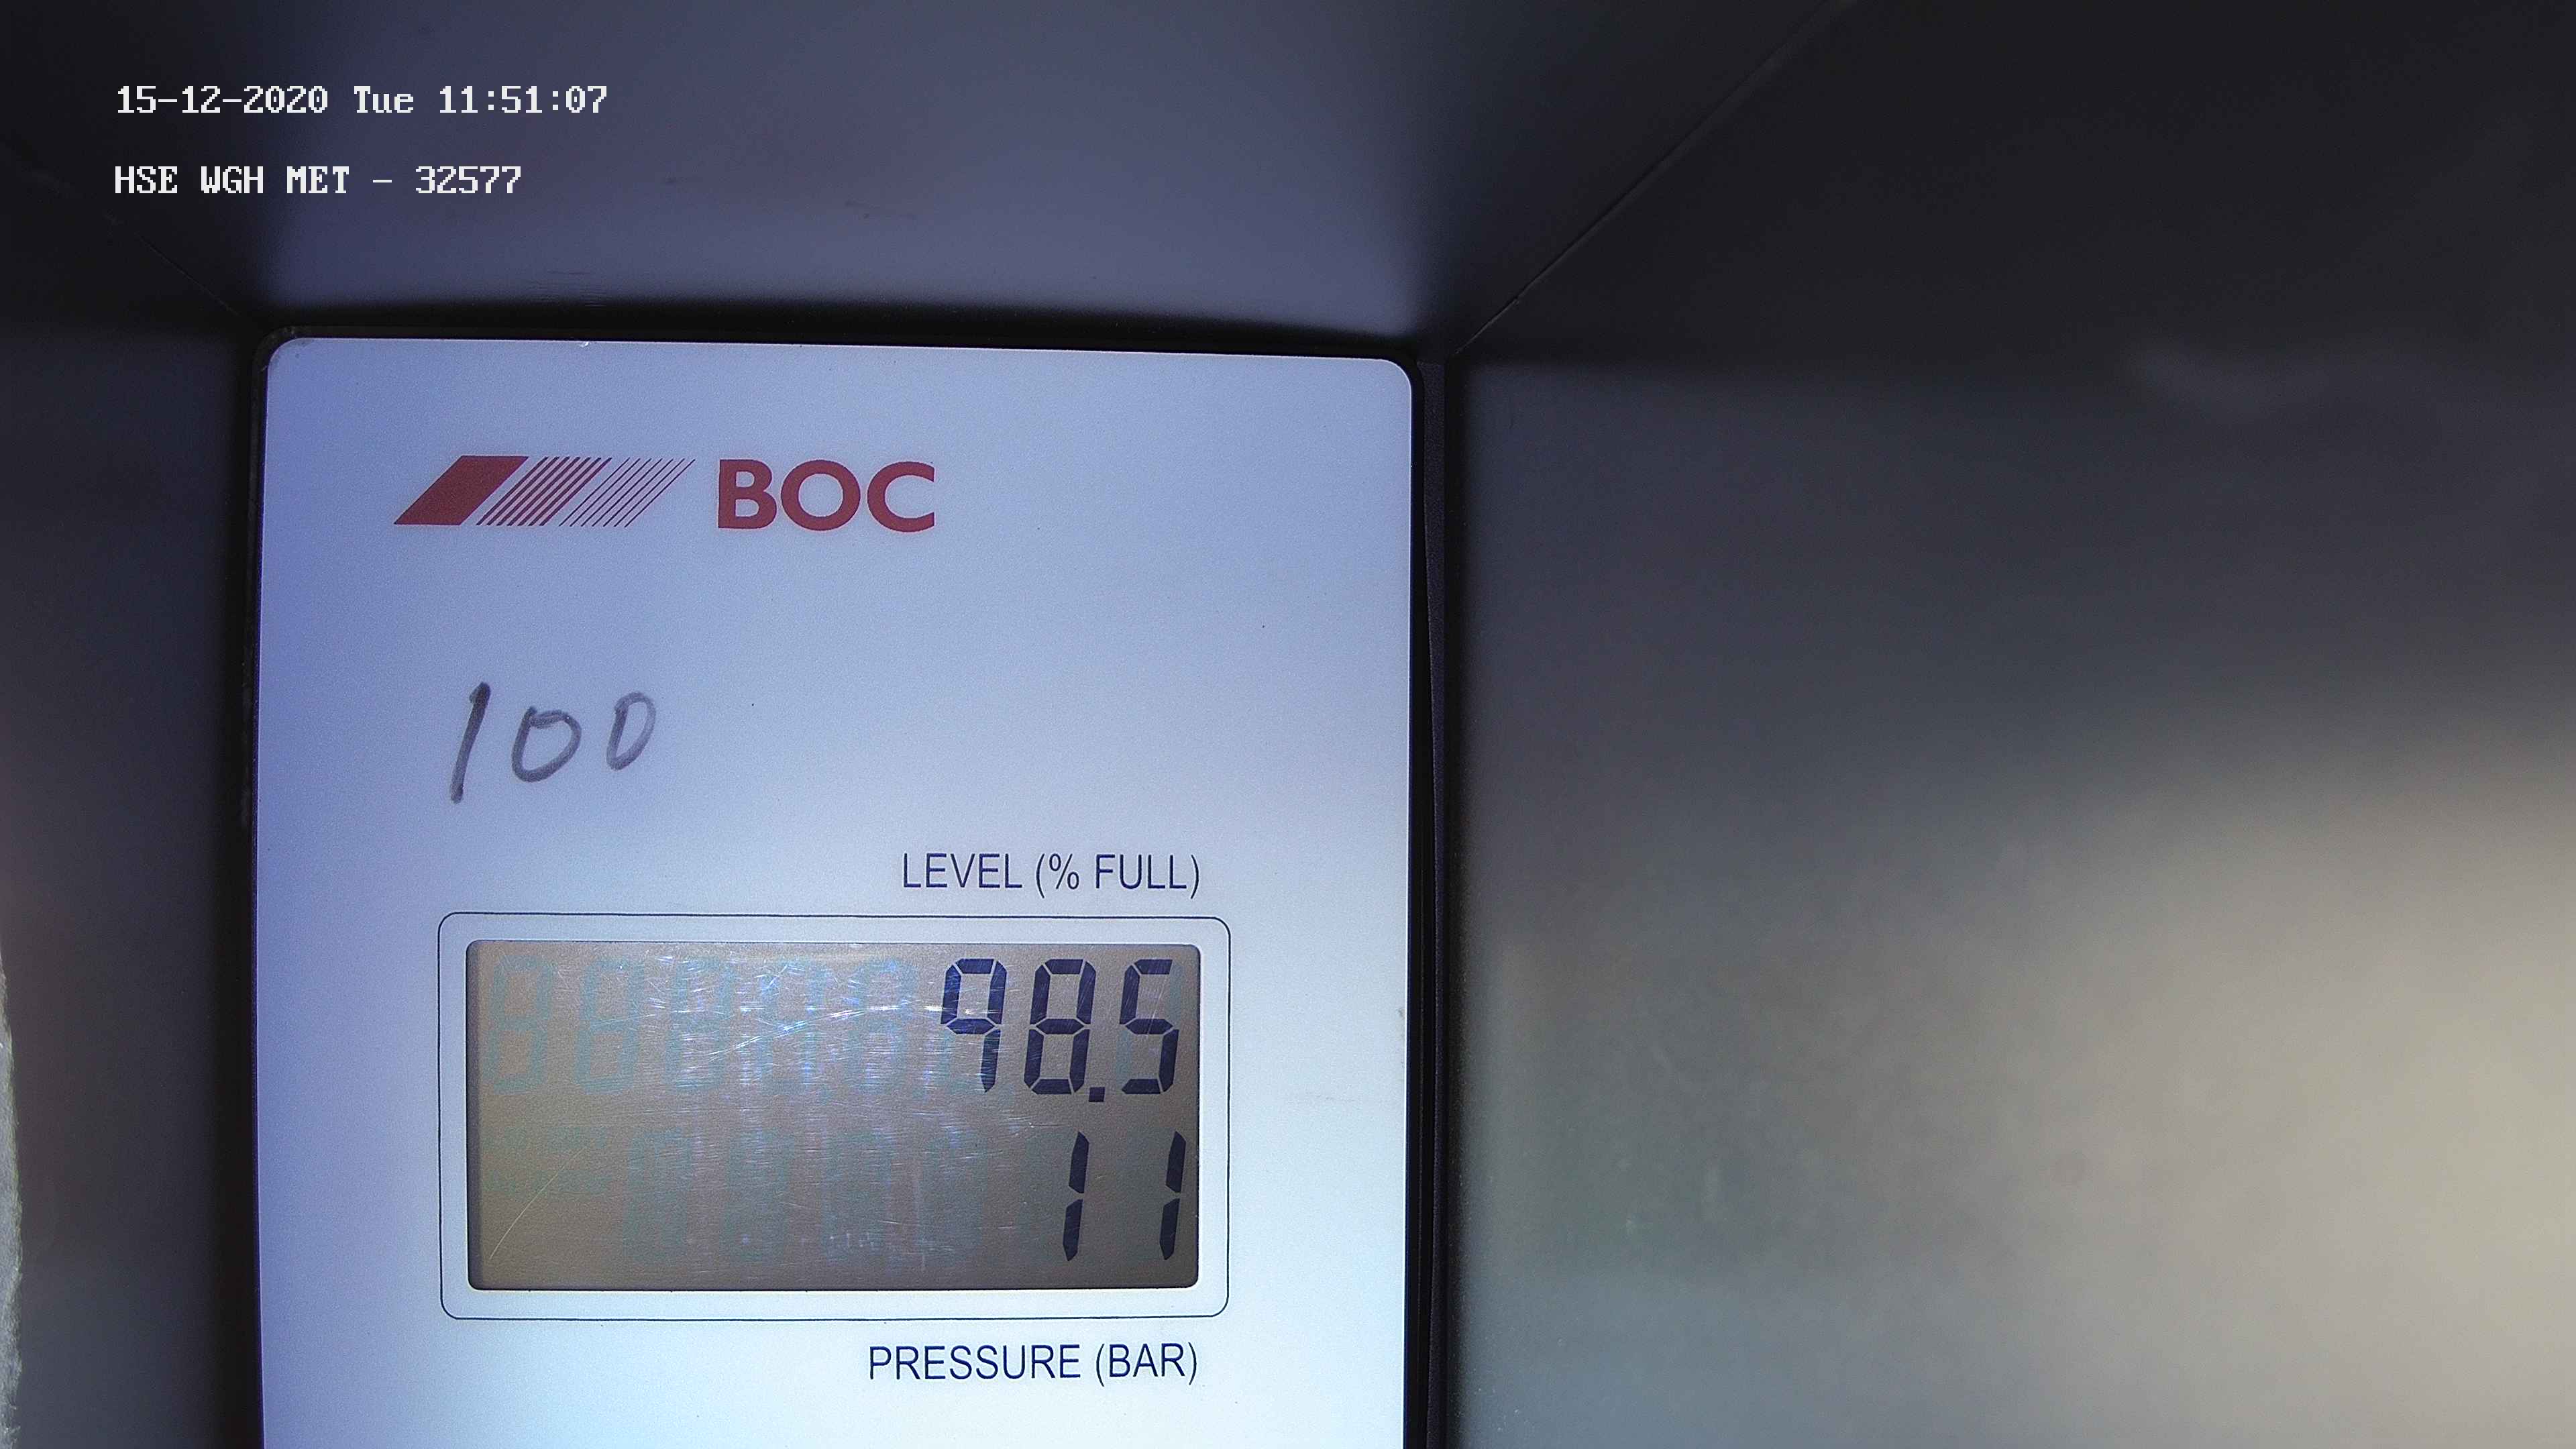 15-12-2020 Tue 11:51:07
HSE WGH MET - 32577
BOC
100
LEVEL (% FULL)
98.5
11
PRESSURE (BAR)